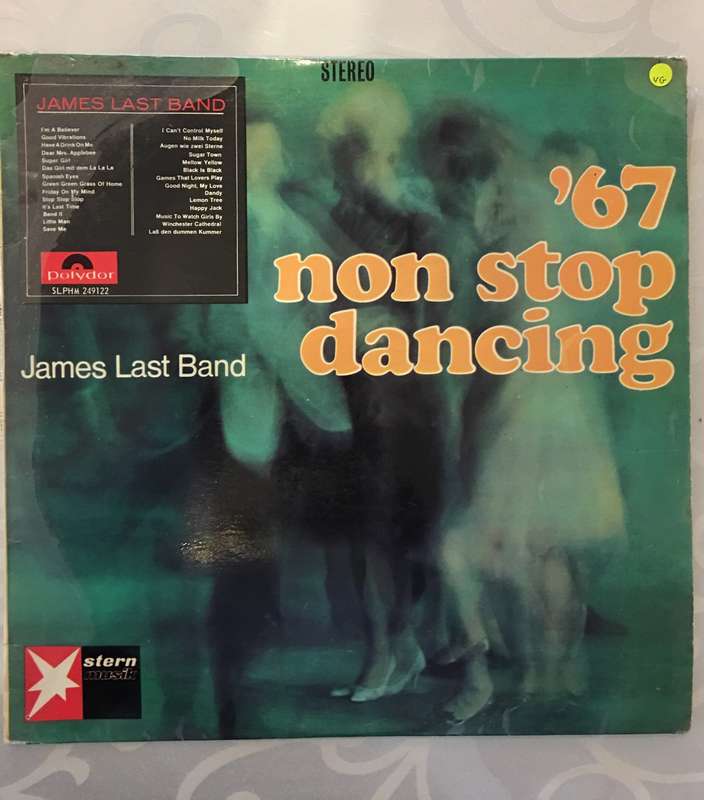 STEREO
VG
JAMES LAST BAND
I'm A Believer
Good Vibrations
Have A Drink On Me
Dear Mrs. Applebee
Sugar Girl
Das Girl mit dem La La La
Spanish Eyes
Green Green Grass Of Home
Friday On My Mind
Stop Stop Stop
It's Last Time
Bend It
Little Man
Save Me
I Can't Control Myself
No Milk Today
Augen wie zwei Sterne
Sugar Town
Mellow Yellow
Black Is Black
Games That Lovers Play
Good Night, My Love
Dandy
Lemon Tree
Happy Jack
Music To Watch Girls By
Winchester Cathedral
Laß den dummen Kummer
polydor
SLPHM 249122
'67
non stop
dancing
James Last Band
stern
musik